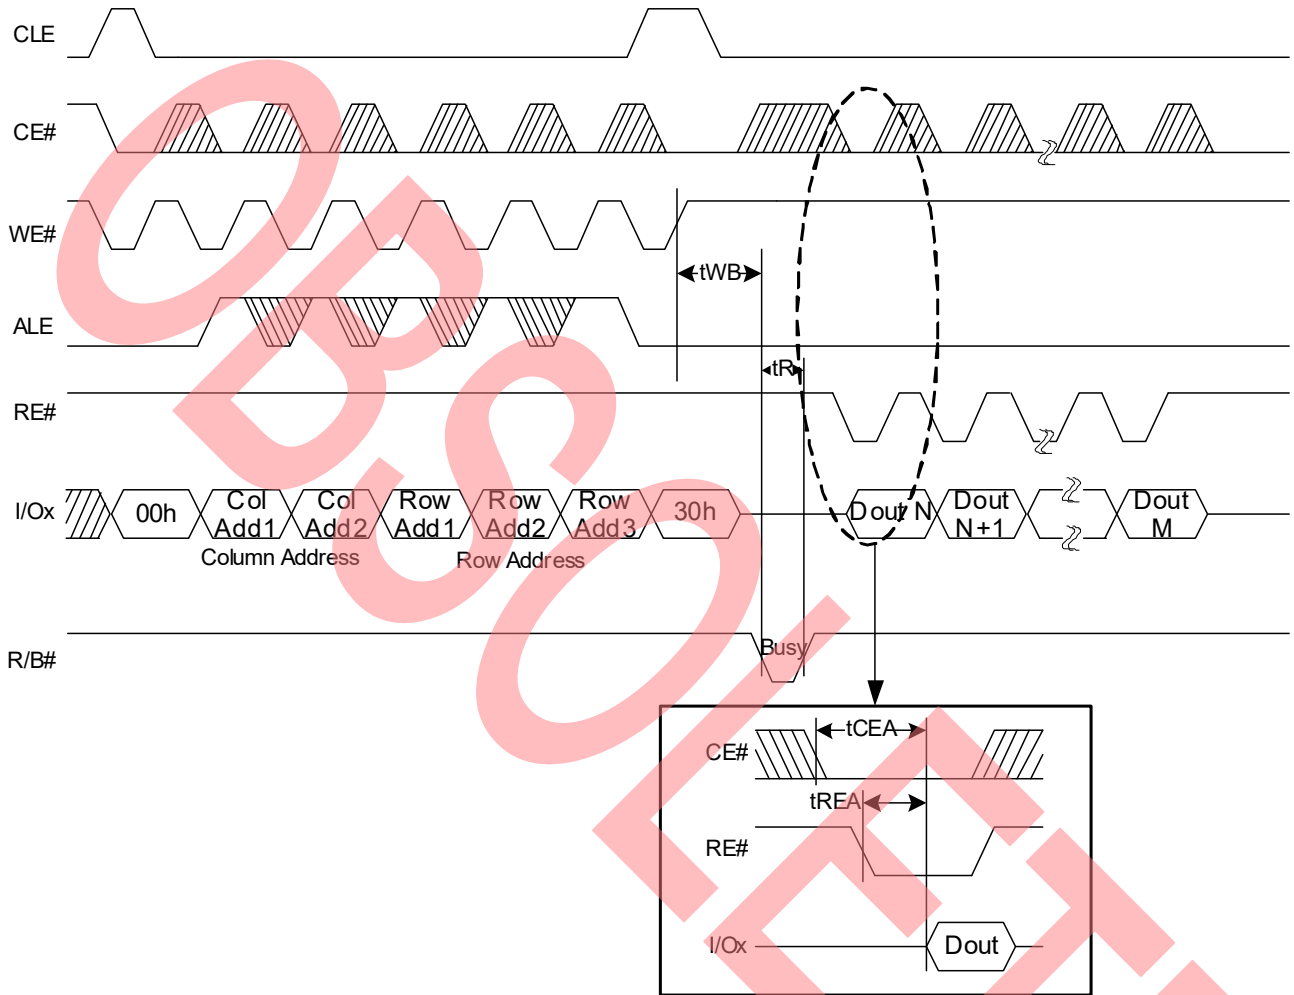 CLE
CE#
WE#
tWB
ALE
tR
RE#
I/Ox
00h
Col
Add1
Col
Add2
Row
Add1
Row
Add2
Row
Add3
30h
Dout N
Dout
N+1
Dout
M
Column Address
Row Address
R/B#
Busy
CE#
tCEA
tREA
RE#
I/Ox
Dout
OBSOLET